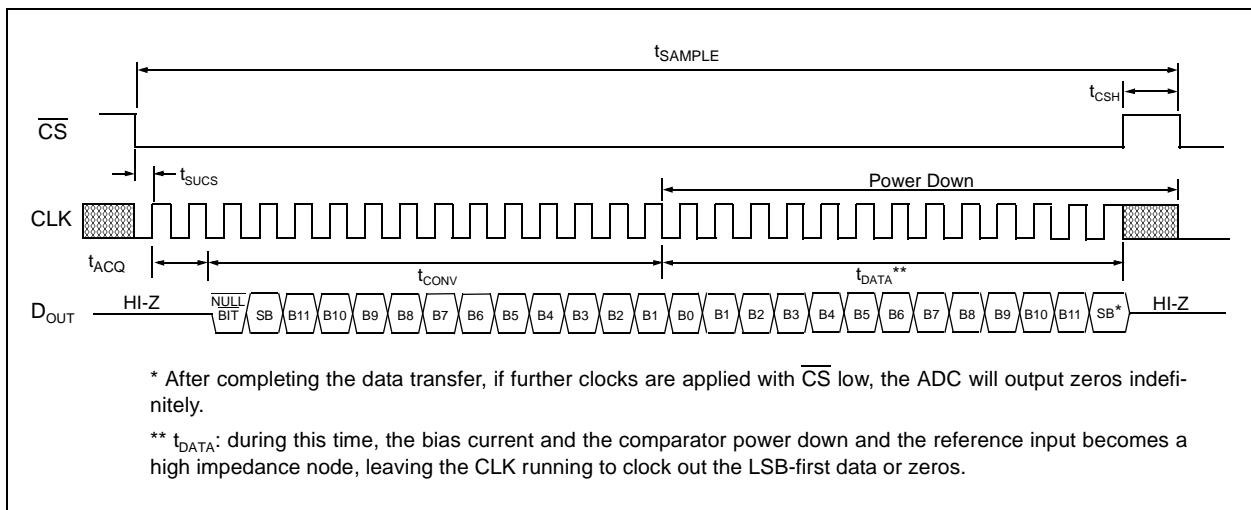 tSAMPLE
tCSH
CS
tSUCS
Power Down
CLK
tACQ
tCONV
tDATA**
HI-Z
NULL
DOUT
BIT SB B11 B10 B9 B8 B7 B6 B5 B4 B3 B2 B1 B0 B1 B2 B3 B4 B5 B6 B7 B8 B9 B10 B11 SB*
HI-Z
* After completing the data transfer, if further clocks are applied with CS low, the ADC will output zeros indefi-
nitely.
** tDATA: during this time, the bias current and the comparator power down and the reference input becomes a
high impedance node, leaving the CLK running to clock out the LSB-first data or zeros.